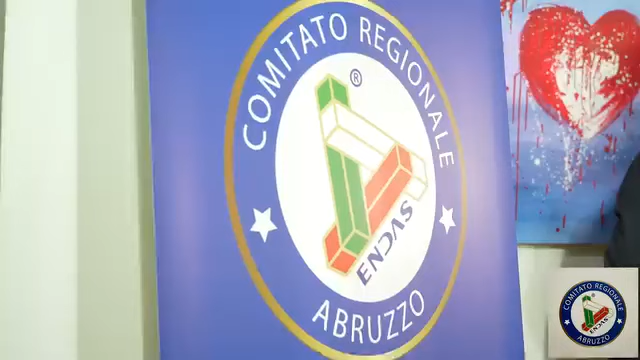 COMITATO REGIONALE
®
ENDAS
ABRUZZO
COMITATO REGIONALE
ENDAS
ABRUZZO